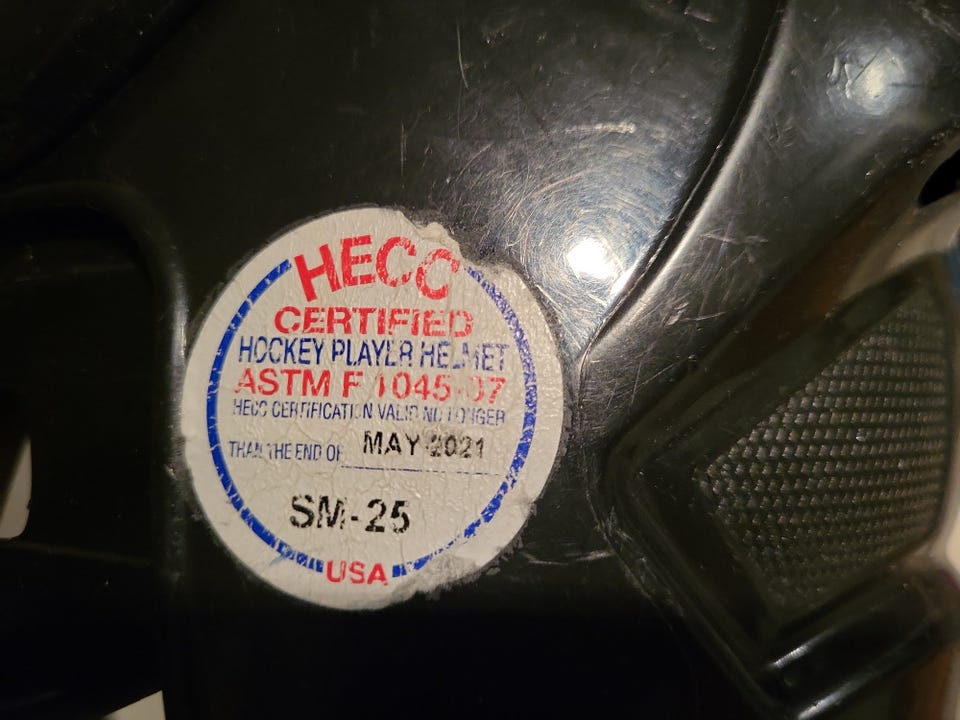 HECC
CERTIFIED
HOCKEY PLAYER HELMET
ASTM F 1045-07
HECC CERTIFICATION VALID NO LONGER
THAN THE END OF MAY 2021
SM-25
USA